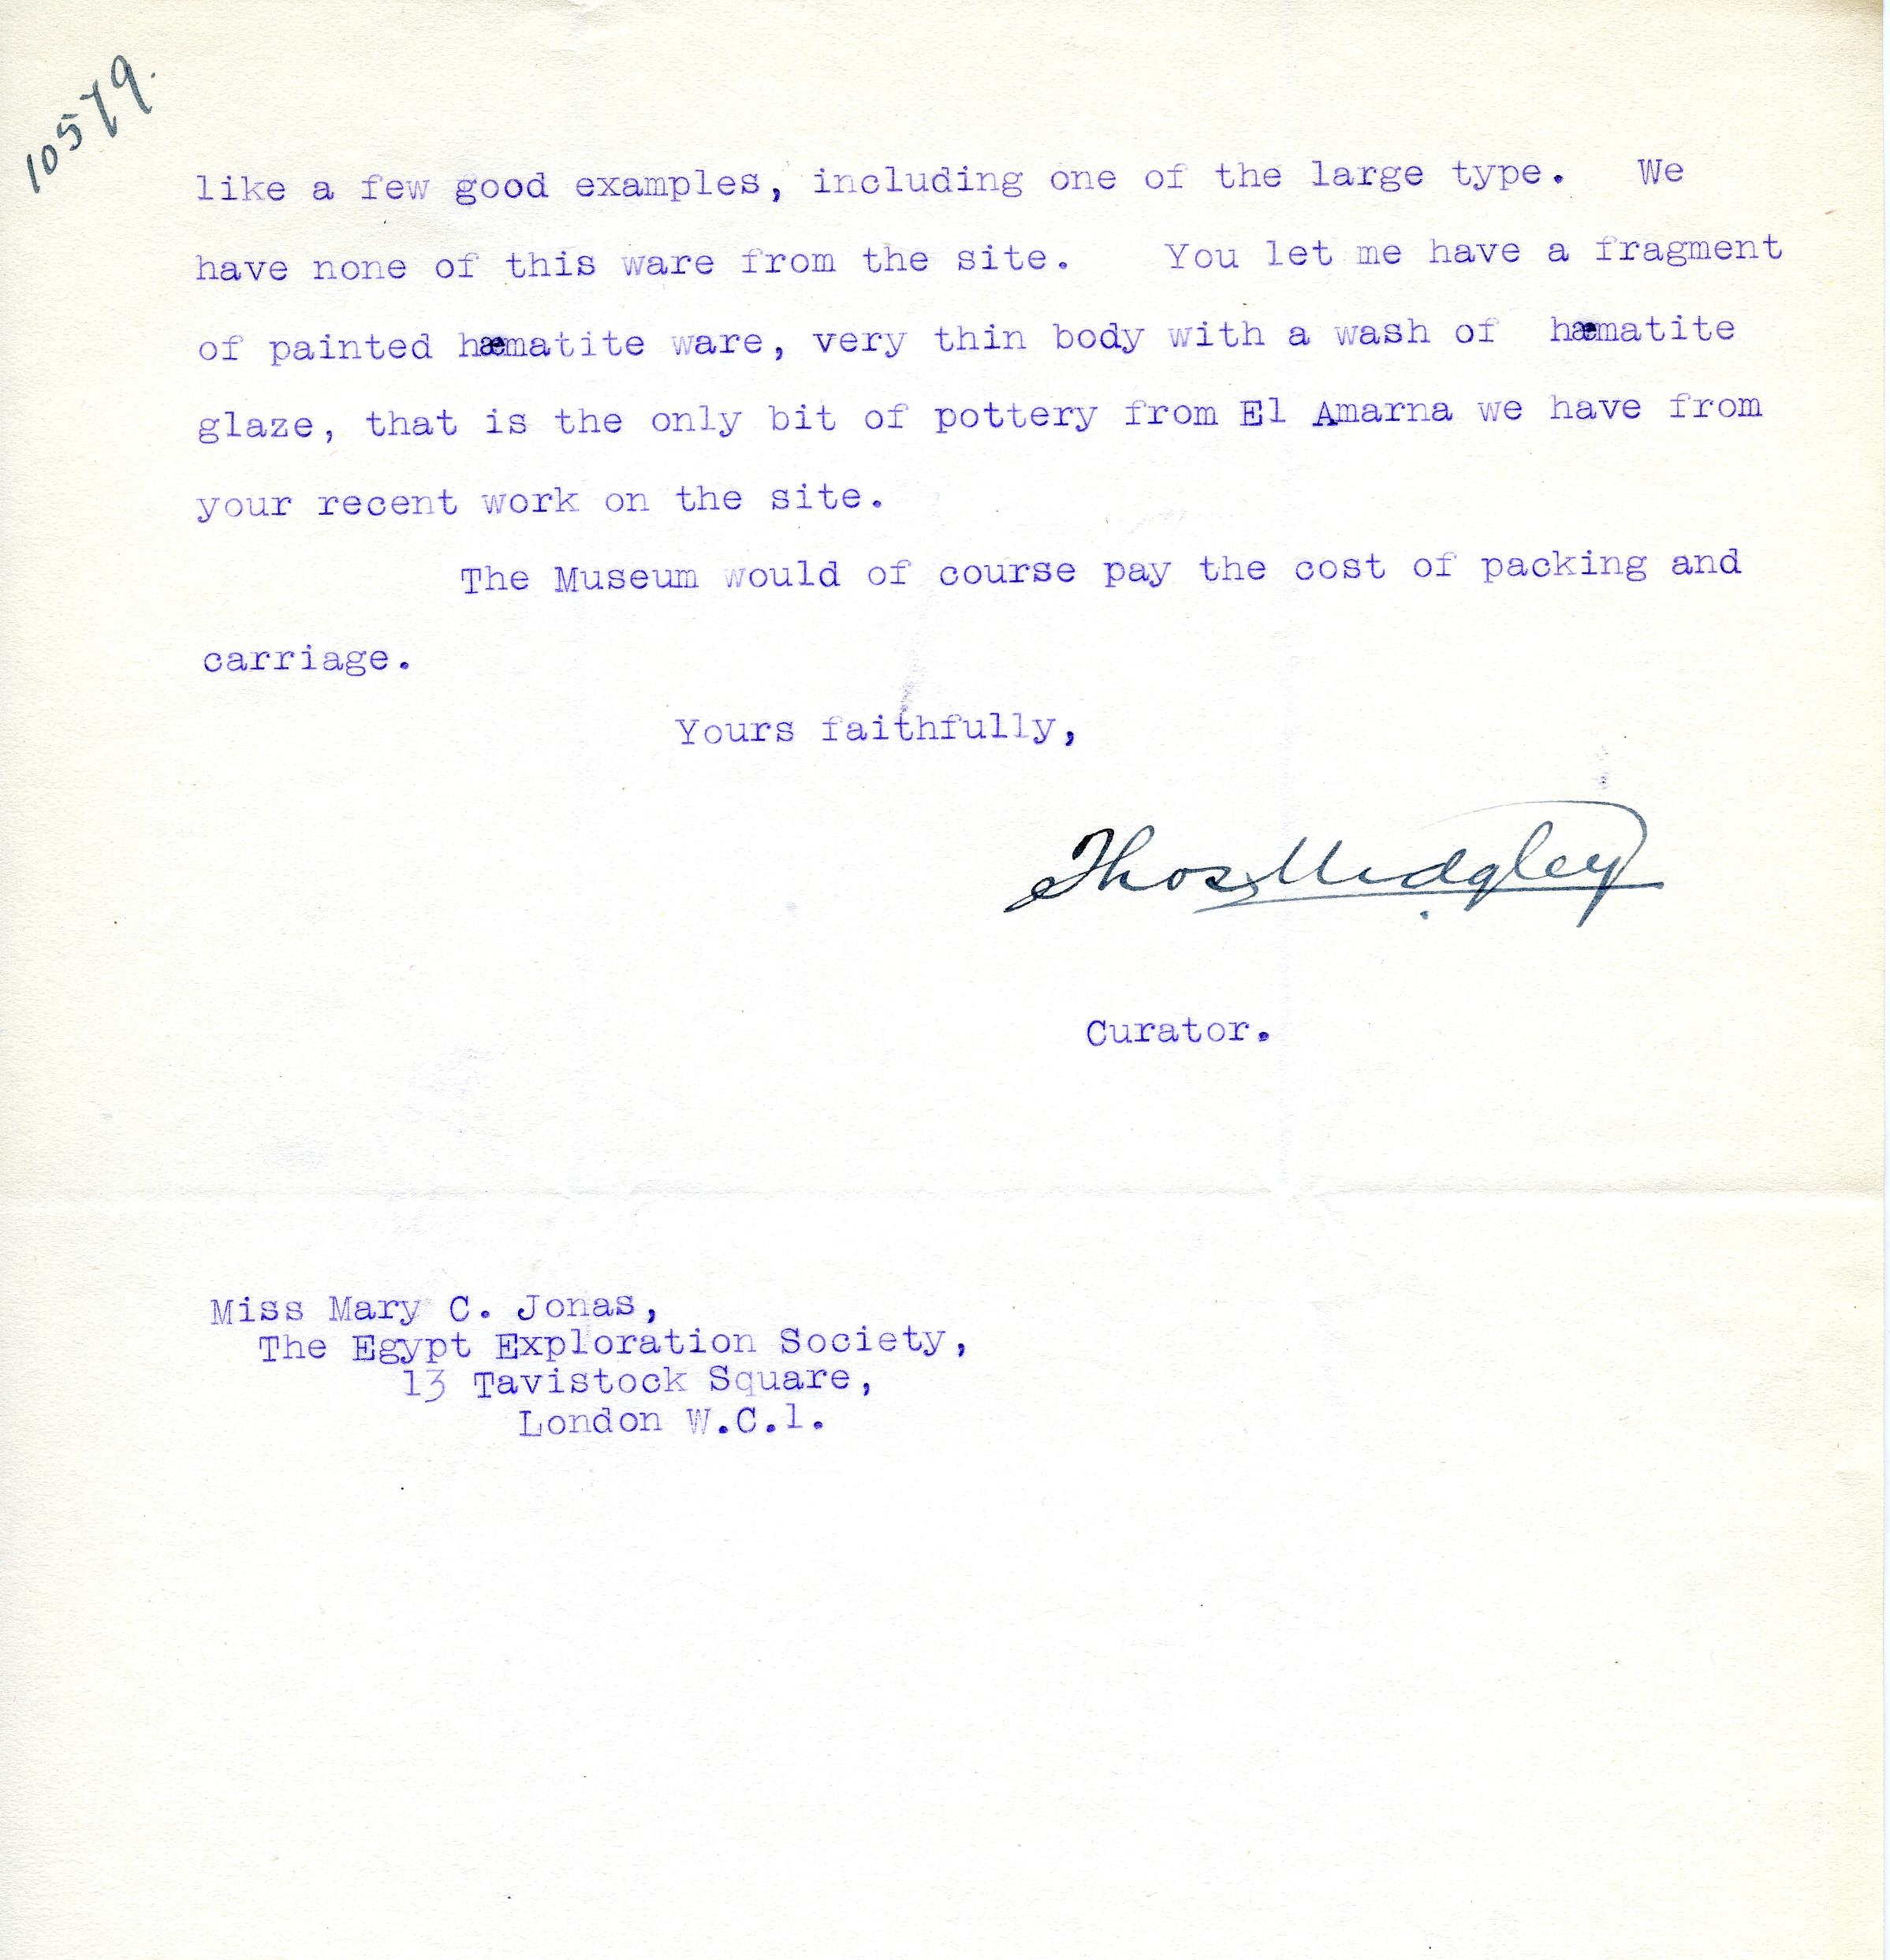 10579.
like a few good examples, including one of the large type. We
have none of this ware from the site. You let me have a fragment
of painted hæmatite ware, very thin body with a wash of hæmatite
glaze, that is the only bit of pottery from El Amarna we have from
your recent work on the site.
The Museum would of course pay the cost of packing and
carriage.
Yours faithfully,
Thos Midgley
Curator.
Miss Mary C. Jonas,
The Egypt Exploration Society,
13 Tavistock Square,
London W.C.1.